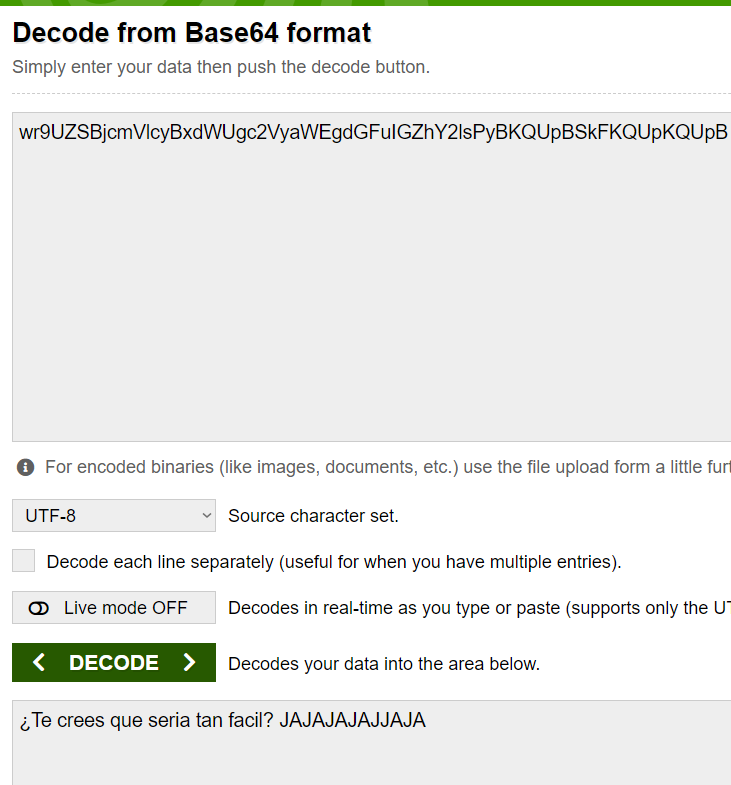 Decode from Base64 format
Simply enter your data then push the decode button.
wr9UZSBjcmVlcyBxdWUgc2VyaWEgdGFuIGZhY2lsPyBKQUpBSkFKQUpKQUpB
For encoded binaries (like images, documents, etc.) use the file upload form a little
UTF-8 Source character set.
Decode each line separately (useful for when you have multiple entries).
Live mode OFF Decodes in real-time as you type or paste (supports only the
DECODE Decodes your data into the area below.
¿Te crees que seria tan facil? JAJAJAJAJJAJA